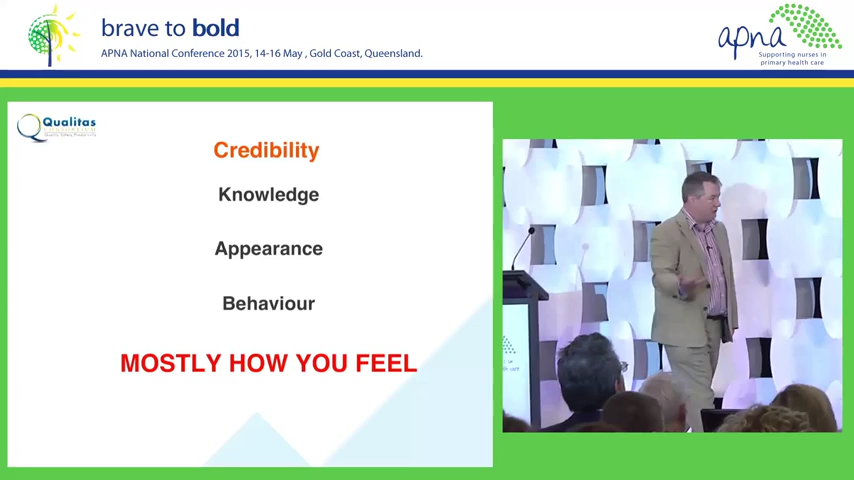 brave to bold
APNA National Conference 2015, 14-16 May , Gold Coast, Queensland.
apna
Supporting nurses in
primary health care
Qualitas
CONSORTIUM
Credibility
Knowledge
Appearance
Behaviour
MOSTLY HOW YOU FEEL